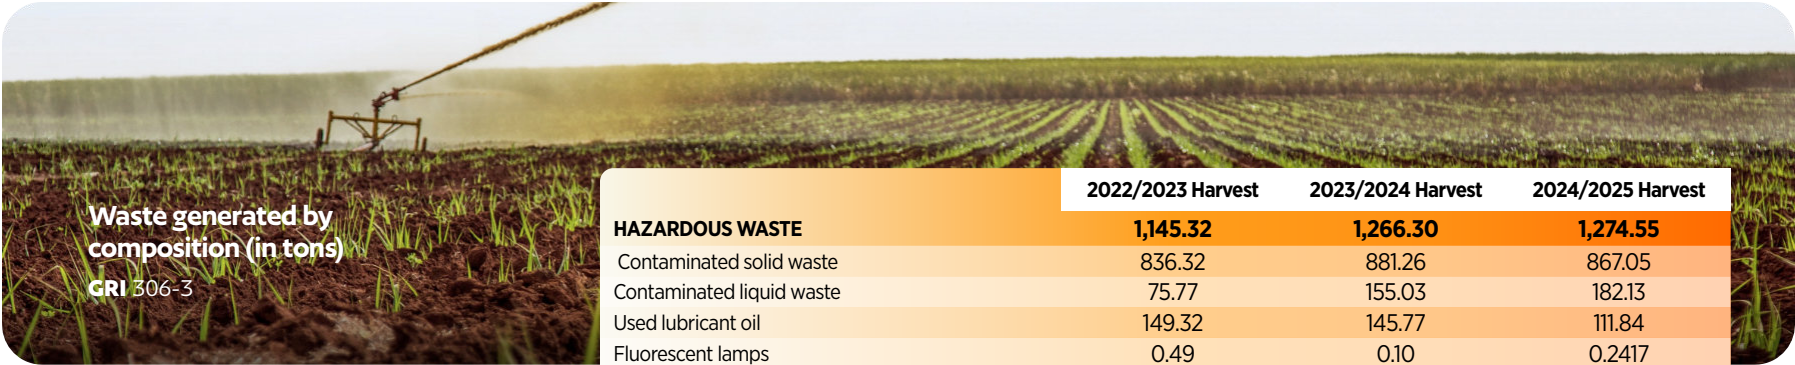 Waste generated by
composition (in tons)
GRI 306-3
2022/2023 Harvest 2023/2024 Harvest 2024/2025 Harvest
HAZARDOUS WASTE 1,145.32 1,266.30 1,274.55
Contaminated solid waste 836.32 881.26 867.05
Contaminated liquid waste 75.77 155.03 182.13
Used lubricant oil 149.32 145.77 111.84
Fluorescent lamps 0.49 0.10 0.2417